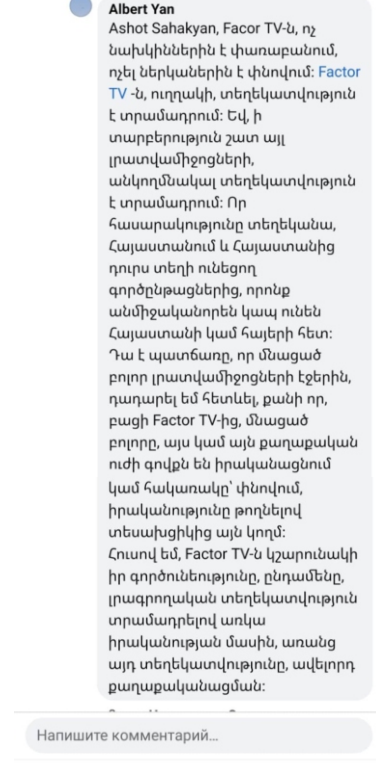 Albert Yan
Ashot Sahakyan, Facor TV-ն, ոչ
նախկիններին է փառաբանում,
ոչել ներկաներին է փնովում: Factor
TV -ն, ուղղակի, տեղեկատվություն
է տրամադրում: Եվ, ի
տարբերություն շատ այլ
լրատվամիջոցների,
անկողմնակալ տեղեկատվություն
է տրամադրում: Որ
հասարակությունը տեղեկանա,
Հայաստանում և Հայաստանից
դուրս տեղի ունեցող
գործընթացներից, որոնք
անմիջականորեն կապ ունեն
Հայաստանի կամ հայերի հետ:
Դա է պատճառը, որ մնացած
բոլոր լրատվամիջոցների էջերին,
դադարել եմ հետևել, քանի որ,
բացի Factor TV-ից, մնացած
բոլորը, այս կամ այն քաղաքական
ուժի գովքն են իրականացնում
կամ հակառակը՝ փնովում,
իրականությունը թողնելով
տեսախցիկից այն կողմ:
Հուսով եմ, Factor TV-ն կշարունակի
իր գործունեությունը, ընդամենը,
լրագրողական տեղեկատվություն
տրամադրելով առկա
իրականության մասին, առանց
այդ տեղեկատվությունը, ավելորդ
քաղաքականացման:
Напишите комментарий...